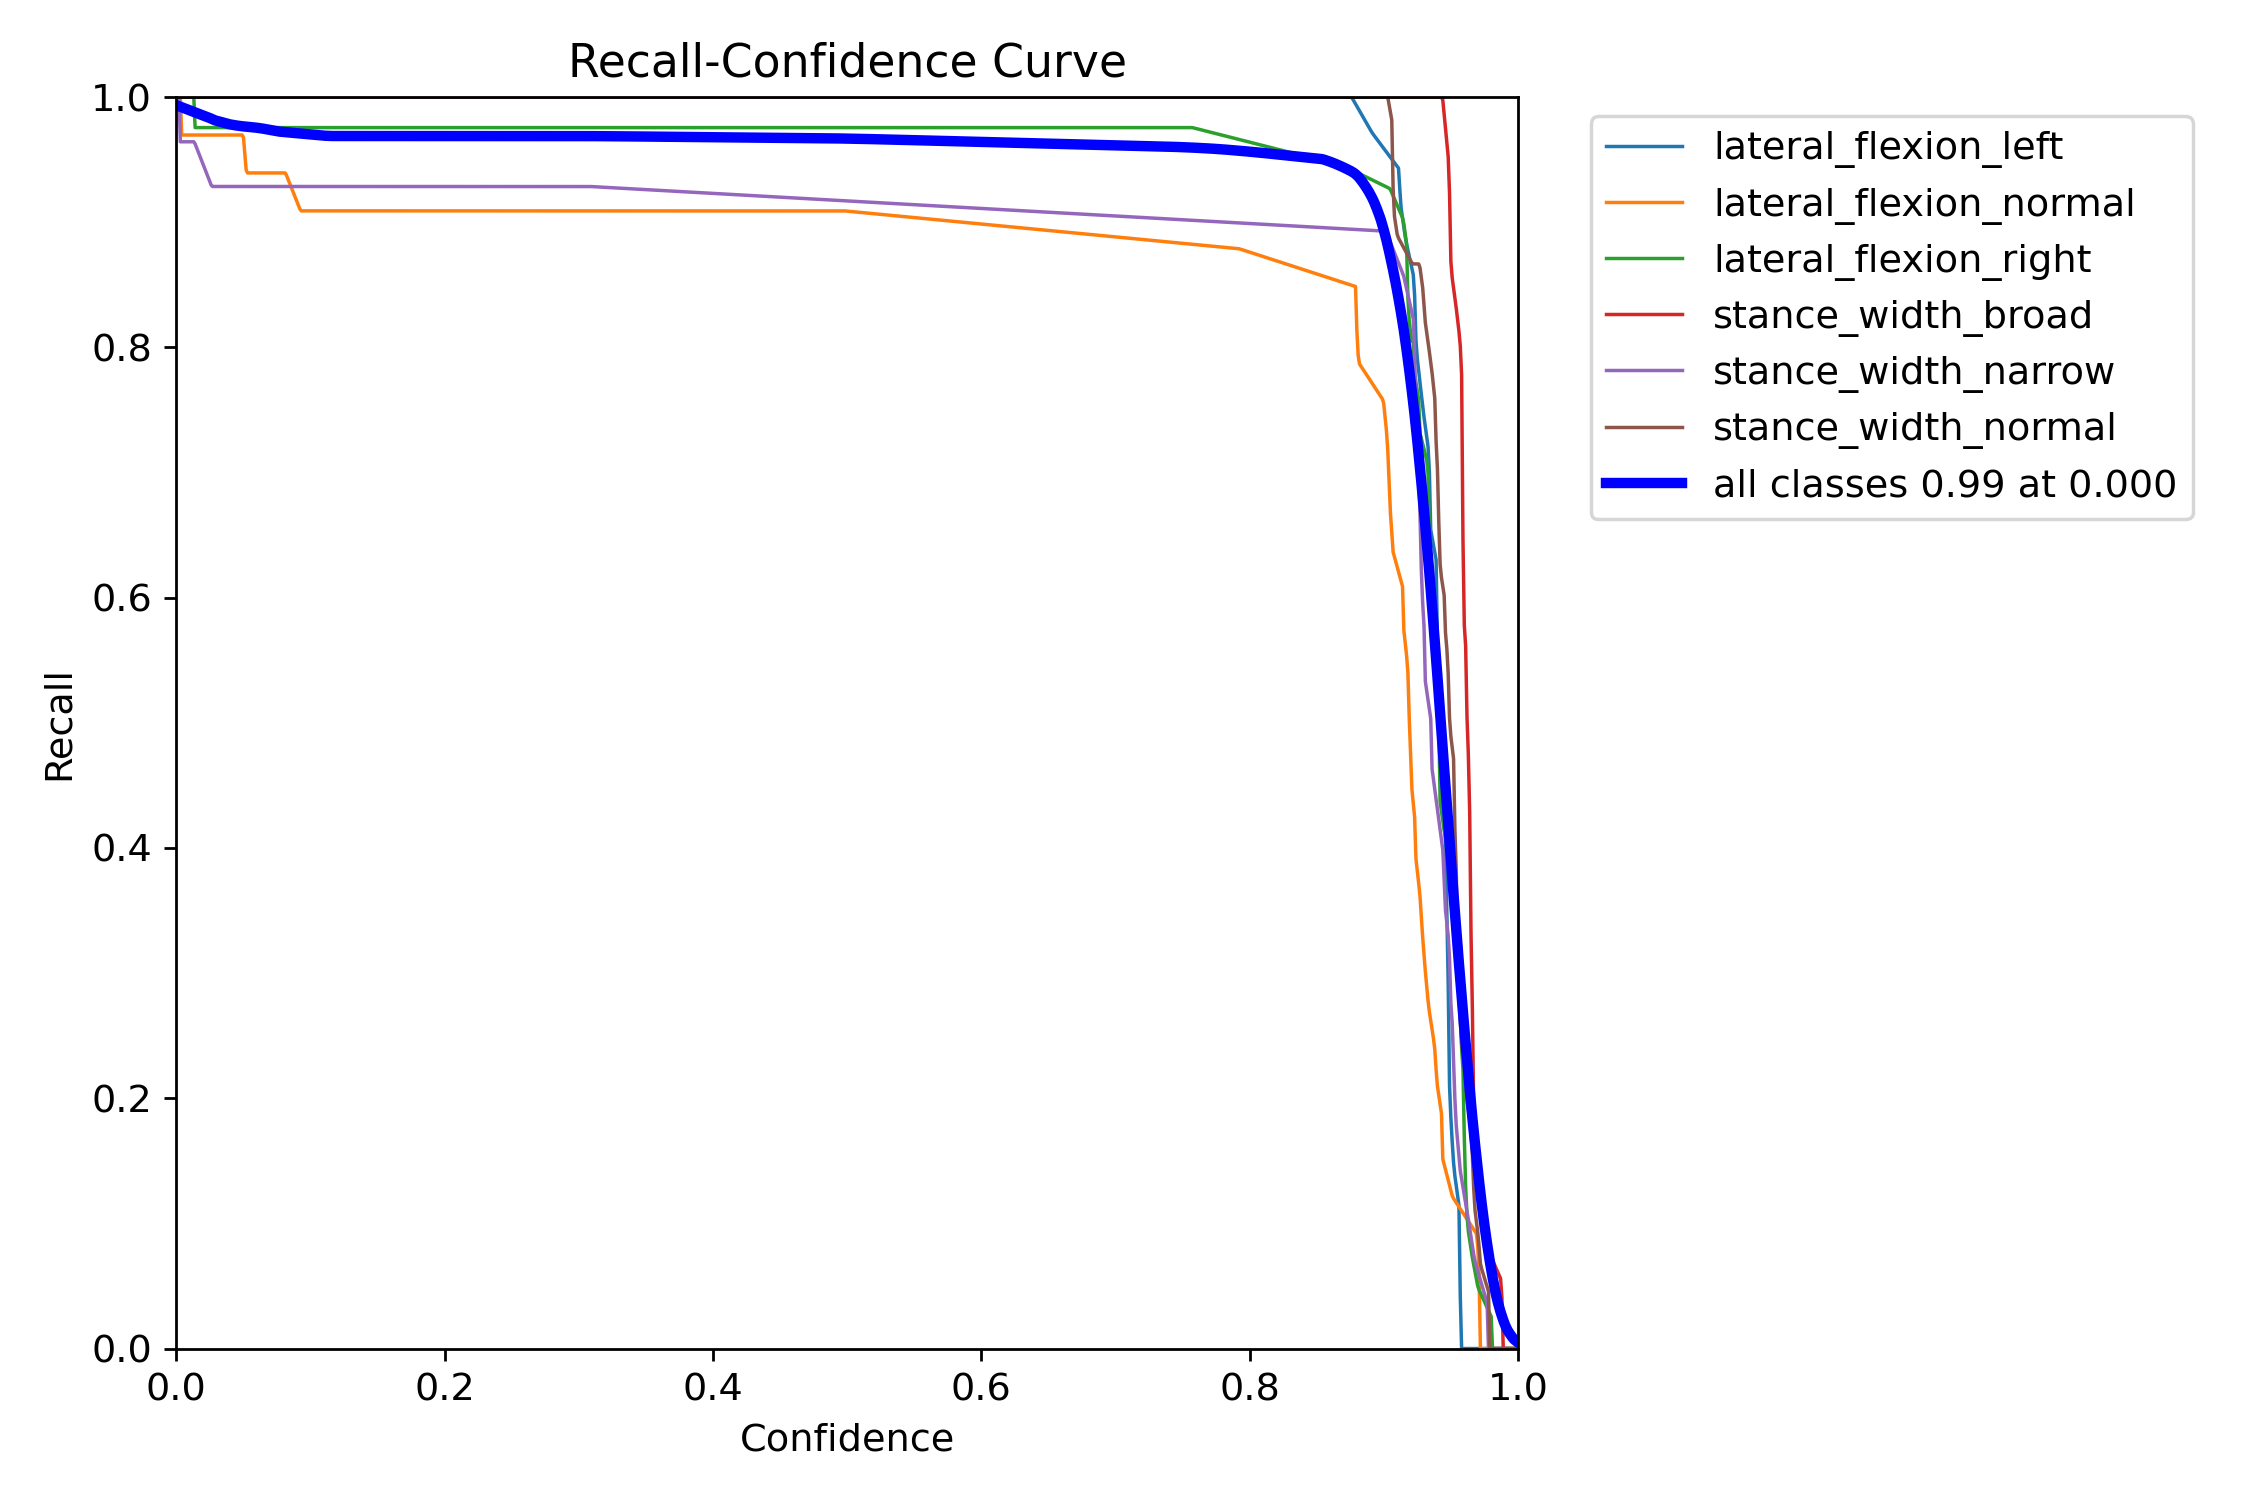 Recall-Confidence Curve
1.0
0.8
0.6
0.4
0.2
0.0
Recall
0.0 0.2 0.4 0.6 0.8 1.0
Confidence
lateral_flexion_left
lateral_flexion_normal
lateral_flexion_right
stance_width_broad
stance_width_narrow
stance_width_normal
all classes 0.99 at 0.000